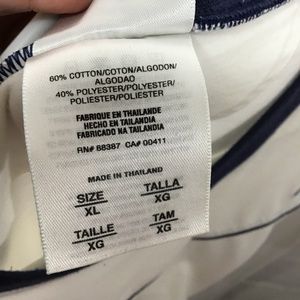 60% COTTON/COTON/ALGODON/
ALGODAO
40% POLYESTER/POLYESTER/
POLIESTER/POLIESTER
FABRIQUE EN THAILANDE
HECHO EN TAILANDIA
FABRICADO NA TAILANDIA
RN# 88387 CA# 00411
MADE IN THAILAND
SIZE TALLA
XL XG
TAILLE TAM
XG XG